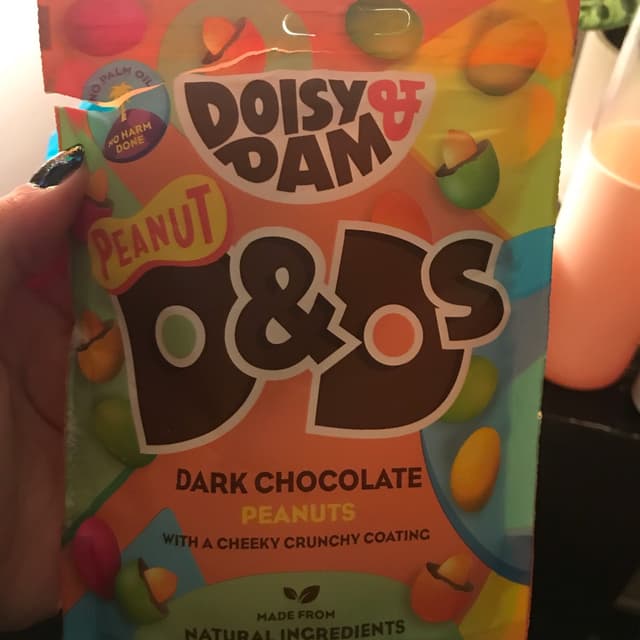 NO PALM OIL
NO HARM
DONE
DOISY &
DAM
PEANUT
D&Ds
DARK CHOCOLATE
PEANUTS
WITH A CHEEKY CRUNCHY COATING
MADE FROM
NATURAL INGREDIENTS